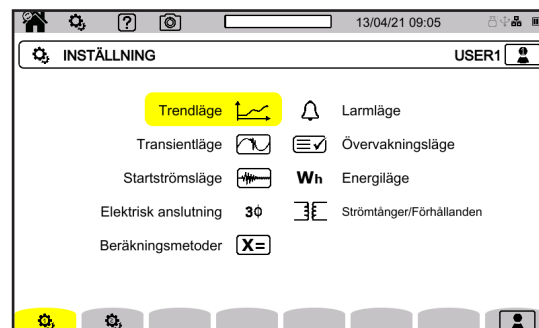 13/04/21 09:05
INSTÄLLNING USER1
Trendläge Larmläge
Transientläge Övervakningsläge
Startströmsläge Wh Energiläge
Elektrisk anslutning 3ϕ Strömtånger/Förhållanden
Beräkningsmetoder X=